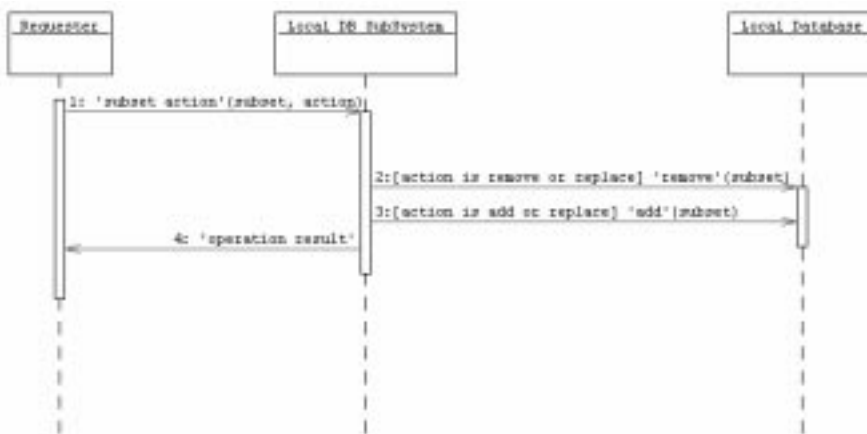 Requester
Local DB SubSystem
Local Database
1: 'subset action'(subset, action)
2:[action is remove or replace] 'remove'(subset)
3:[action is add or replace] 'add'(subset)
4: 'operation result'